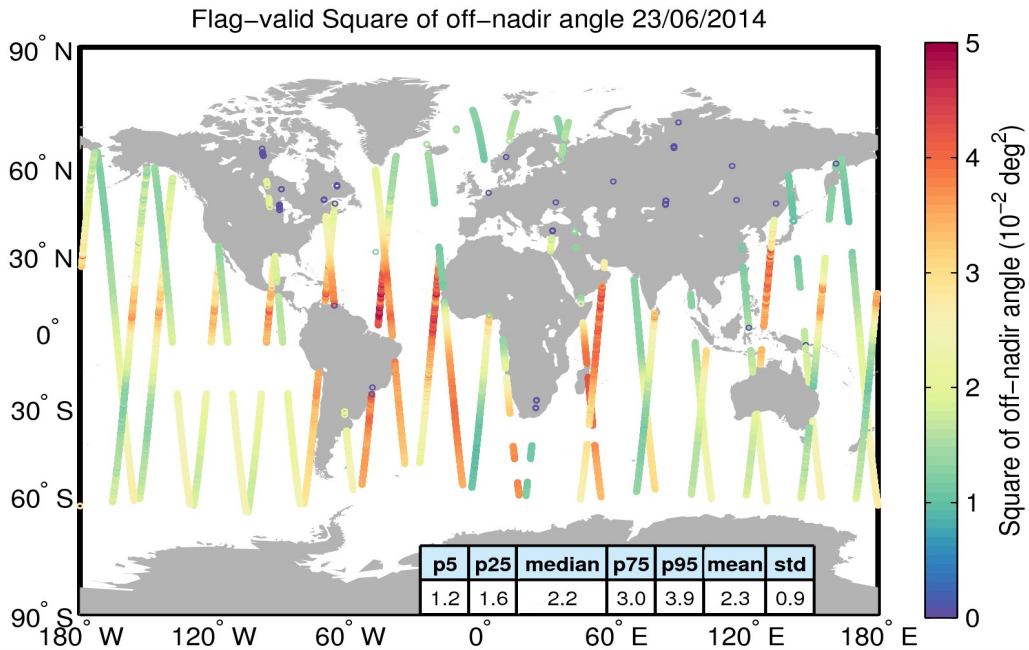 Flag−valid Square of off−nadir angle 23/06/2014
90° N
60° N
30° N
0°
30° S
60° S
90° S
180° W
120° W
60° W
0°
60° E
120° E
180° E
p5 p25 median p75 p95 mean std
1.2 1.6 2.2 3.0 3.9 2.3 0.9
5
4
3
2
1
0
Square of off−nadir angle (10⁻² deg²)